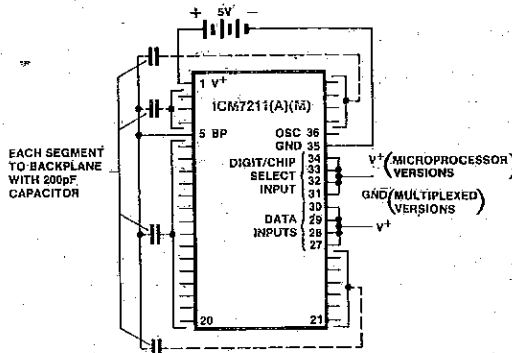 + 5V −
1 V+
ICM7211(A)(M)
5 BP
OSC 36
GND 35
DIGIT/CHIP
SELECT
INPUT
34
33
32
31
DATA
INPUTS
30
29
28
27
20
21
EACH SEGMENT
TO BACKPLANE
WITH 200pF
CAPACITOR
V+ (MICROPROCESSOR
VERSIONS)
GND (MULTIPLEXED
VERSIONS)
V+